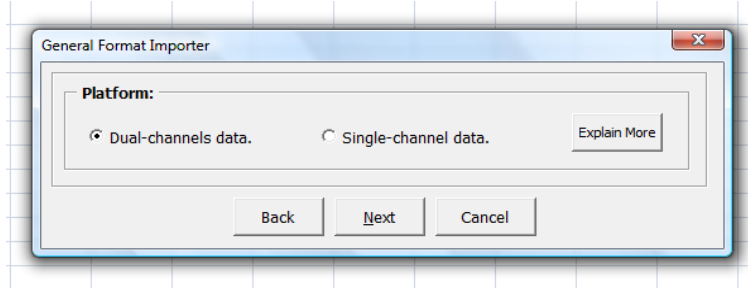 General Format Importer
Platform:
Dual-channels data. Single-channel data. Explain More
Back Next Cancel